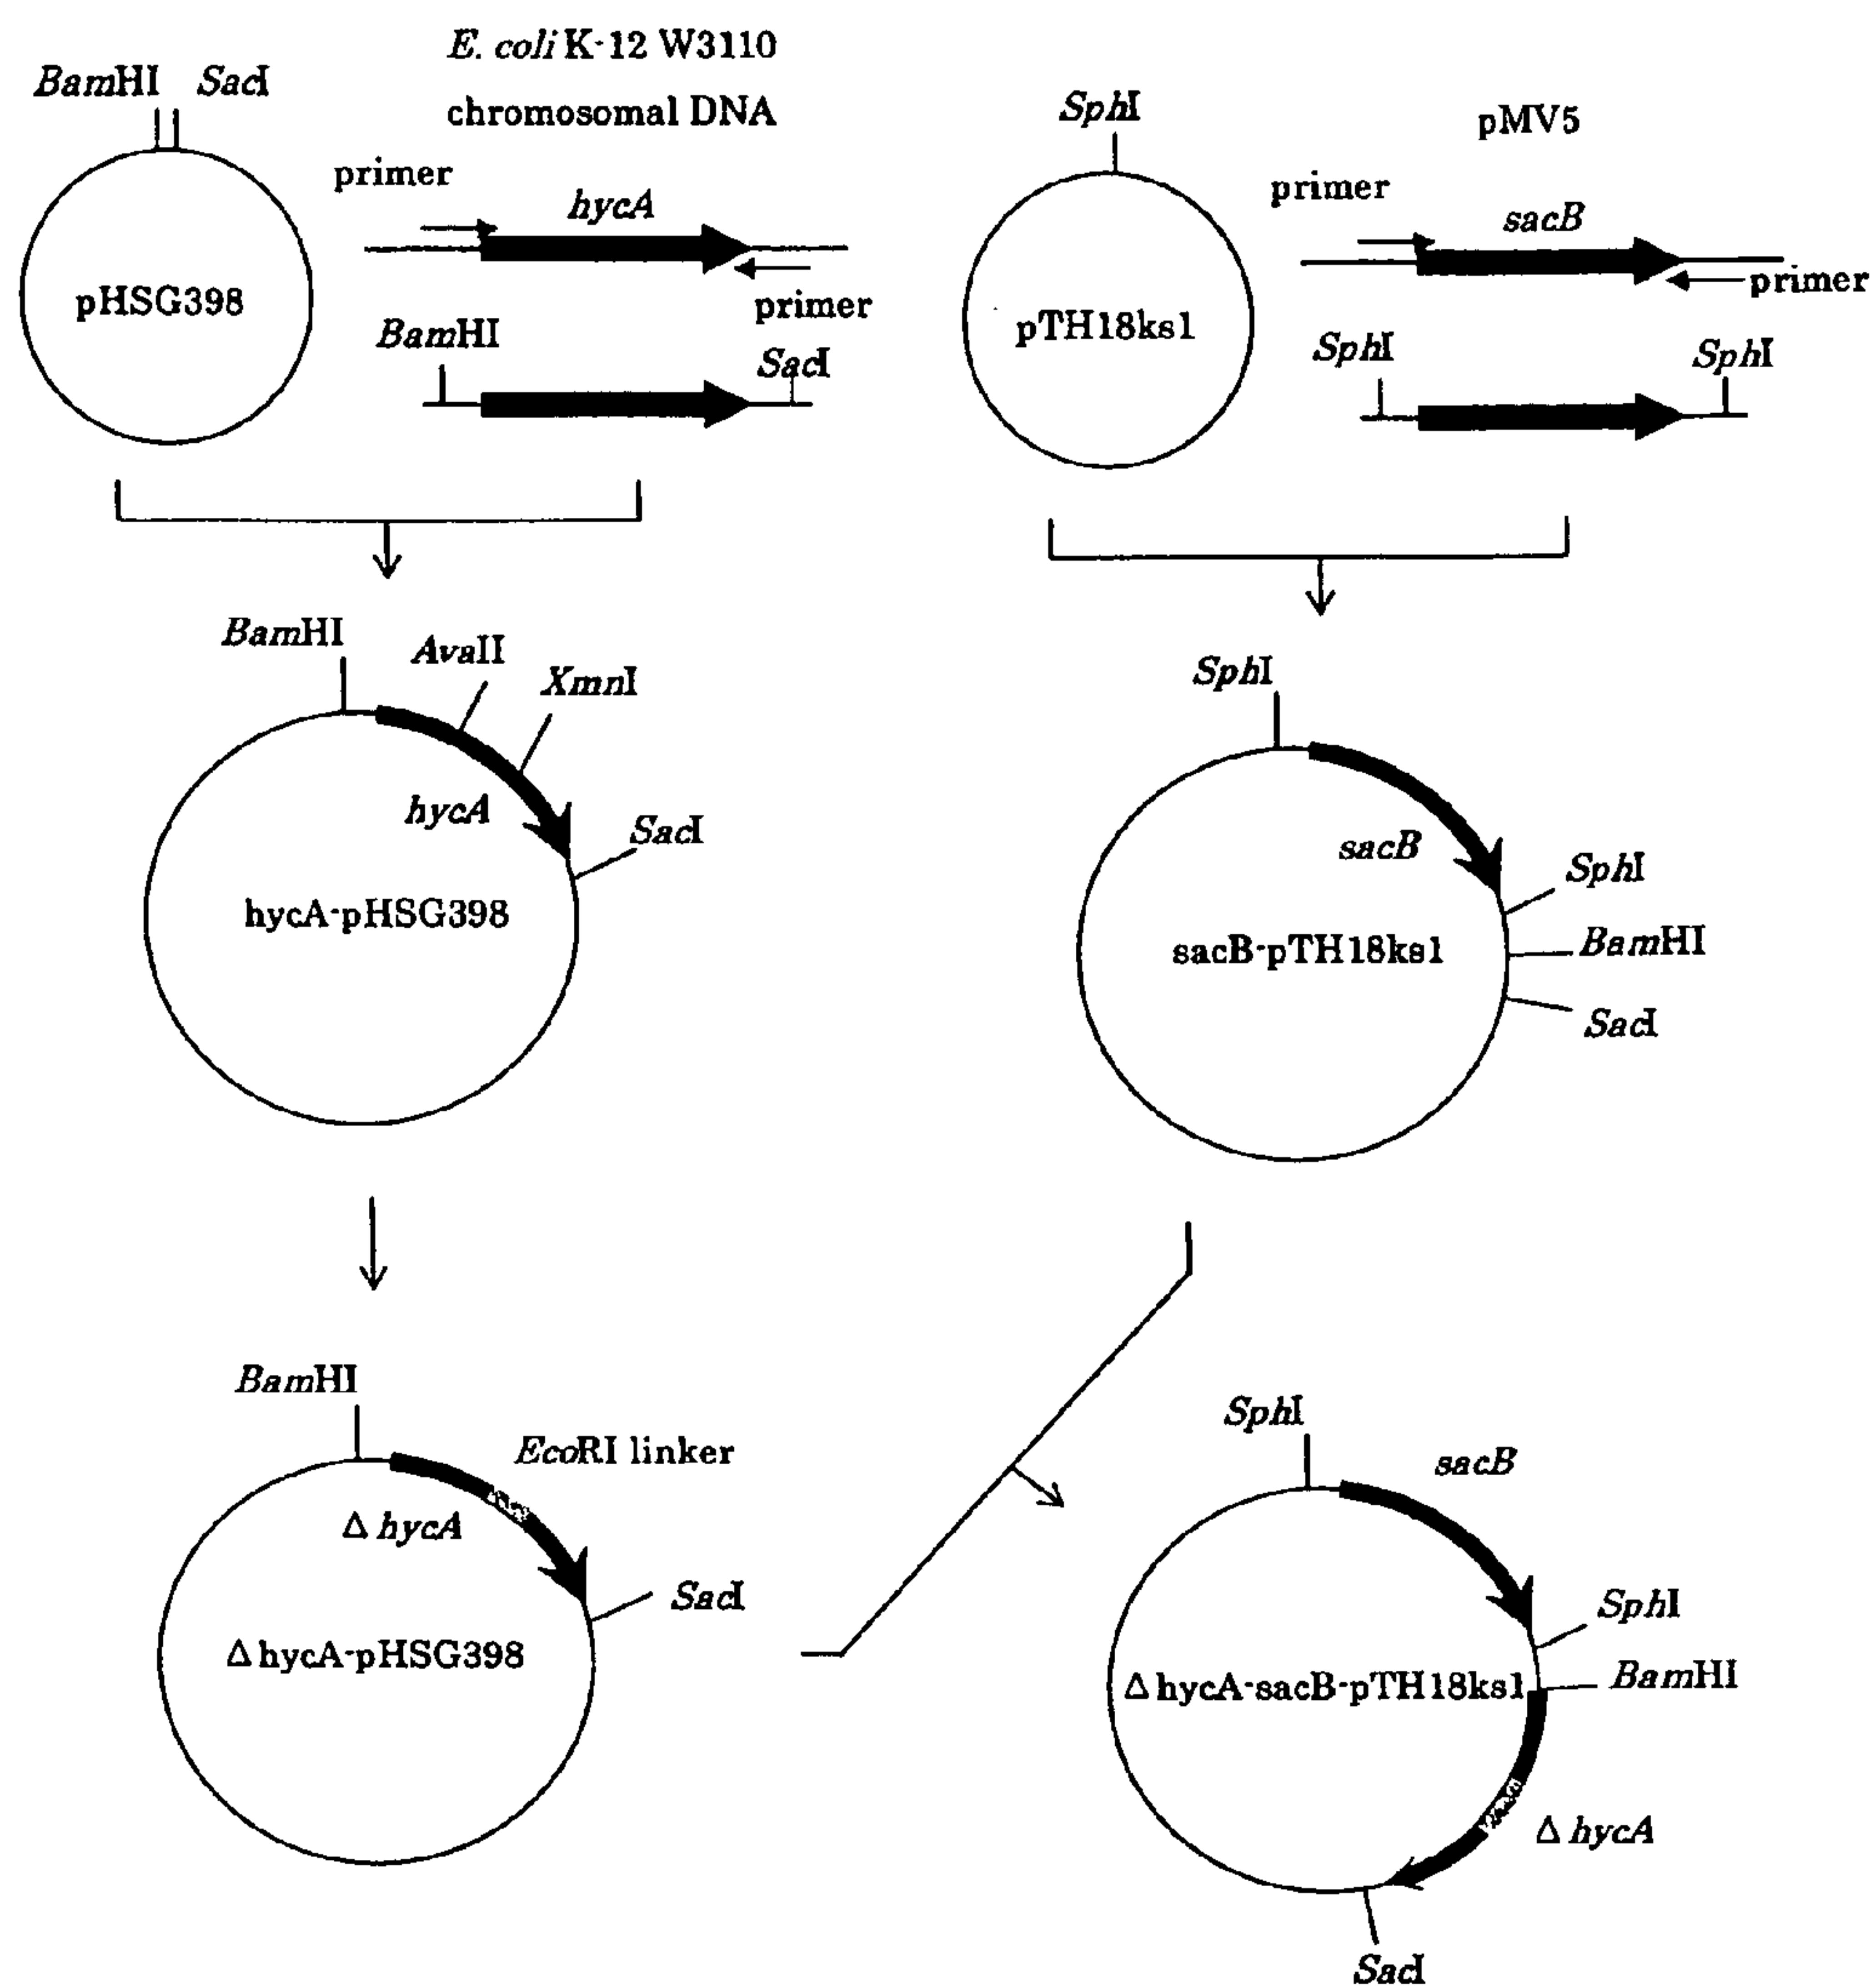 E. coli K-12 W3110
chromosomal DNA
BamHI SacI
primer
hycA
pHSG398
primer
BamHI
SacI
SphI
pMV5
primer
sacB
primer
pTH18ks1
SphI
SphI
BamHI
AvaII
XmnI
hycA
SacI
hycA-pHSG398
SphI
sacB
SphI
BamHI
sacB-pTH18ks1
SacI
BamHI
EcoRI linker
Δ hycA
SacI
Δ hycA-pHSG398
SphI
sacB
SphI
BamHI
Δ hycA-sacB-pTH18ks1
Δ hycA
SacI